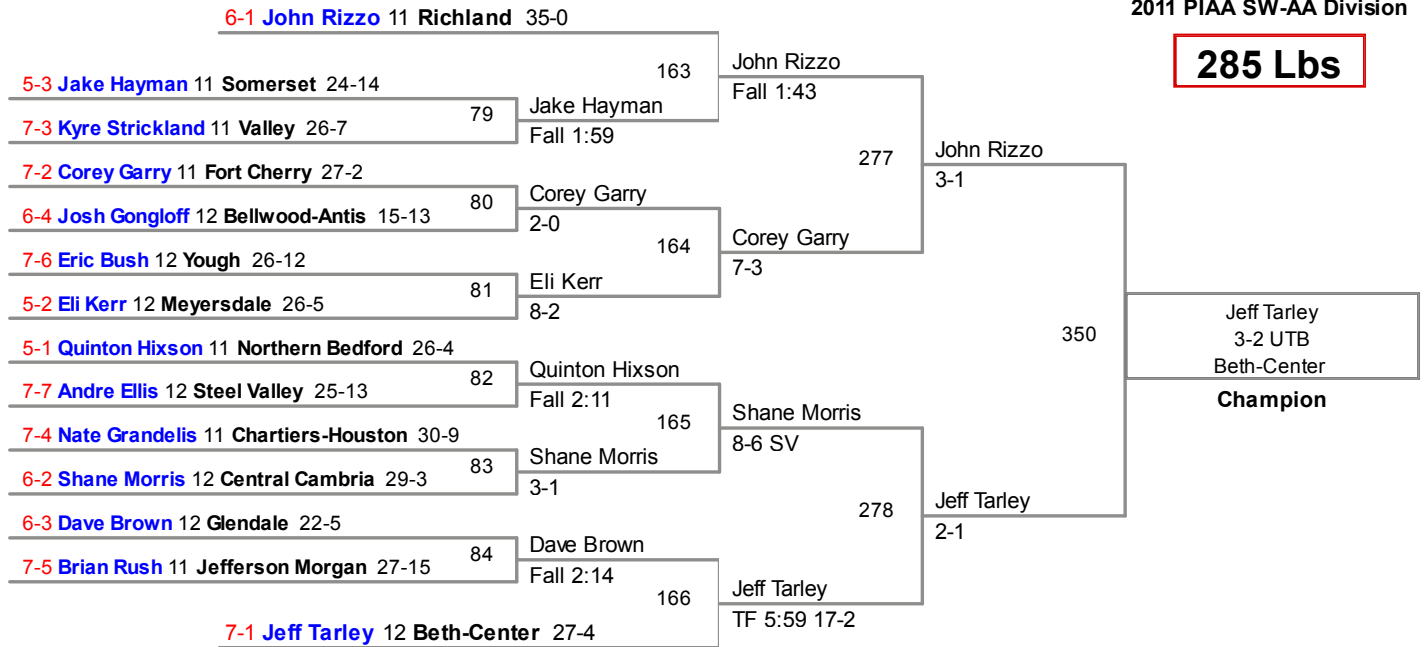 2011 PIAA SW-AA Division
285 Lbs
6-1 John Rizzo 11 Richland 35-0
5-3 Jake Hayman 11 Somerset 24-14
7-3 Kyre Strickland 11 Valley 26-7
7-2 Corey Garry 11 Fort Cherry 27-2
6-4 Josh Gongloff 12 Bellwood-Antis 15-13
7-6 Eric Bush 12 Yough 26-12
5-2 Eli Kerr 12 Meyersdale 26-5
5-1 Quinton Hixson 11 Northern Bedford 26-4
7-7 Andre Ellis 12 Steel Valley 25-13
7-4 Nate Grandelis 11 Chartiers-Houston 30-9
6-2 Shane Morris 12 Central Cambria 29-3
6-3 Dave Brown 12 Glendale 22-5
7-5 Brian Rush 11 Jefferson Morgan 27-15
7-1 Jeff Tarley 12 Beth-Center 27-4
79
80
81
82
83
84
Jake Hayman
Fall 1:59
Corey Garry
2-0
Eli Kerr
8-2
Quinton Hixson
Fall 2:11
Shane Morris
3-1
Dave Brown
Fall 2:14
163
164
165
166
John Rizzo
Fall 1:43
Corey Garry
7-3
Shane Morris
8-6 SV
Jeff Tarley
TF 5:59 17-2
277
278
John Rizzo
3-1
Jeff Tarley
2-1
350
Jeff Tarley
3-2 UTB
Beth-Center
Champion